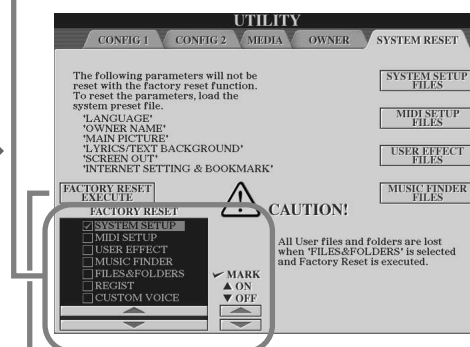 UTILITY
CONFIG 1
CONFIG 2
MEDIA
OWNER
SYSTEM RESET
The following parameters will not be
reset with the factory reset function.
To reset the parameters, load the
system preset file.
'LANGUAGE'
'OWNER NAME'
'MAIN PICTURE'
'LYRICS/TEXT BACKGROUND'
'SCREEN OUT'
'INTERNET SETTING & BOOKMARK'
SYSTEM SETUP
FILES
MIDI SETUP
FILES
USER EFFECT
FILES
MUSIC FINDER
FILES
FACTORY RESET
EXECUTE
FACTORY RESET
SYSTEM SETUP
MIDI SETUP
USER EFFECT
MUSIC FINDER
FILES&FOLDERS
REGIST
CUSTOM VOICE
MARK
▲ ON
▼ OFF
CAUTION!
All User files and folders are lost
when 'FILES&FOLDERS' is selected
and Factory Reset is executed.